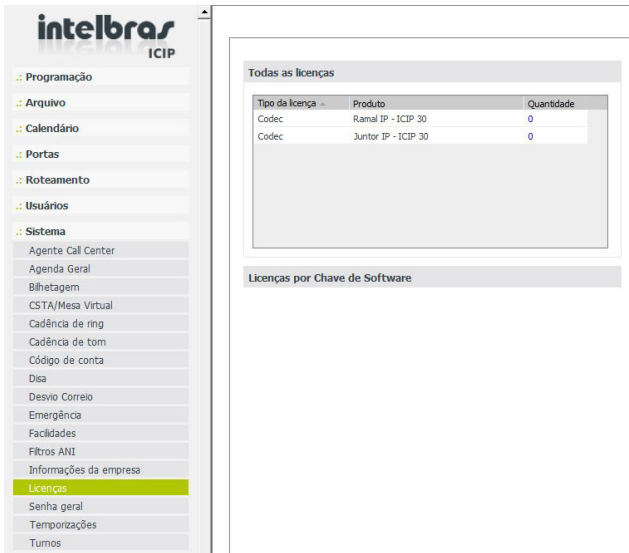 intelbras
ICIP
.: Programação
.: Arquivo
.: Calendário
.: Portas
.: Roteamento
.: Usuários
.: Sistema
Agente Call Center
Agenda Geral
Bilhetagem
CSTA/Mesa Virtual
Cadência de ring
Cadência de tom
Código de conta
Disa
Desvio Correio
Emergência
Facilidades
Filtros ANI
Informações da empresa
Licenças
Senha geral
Temporizações
Turnos
Todas as licenças
Tipo da licença Produto Quantidade
Codec Ramal IP - ICIP 30 0
Codec Juntor IP - ICIP 30 0
Licenças por Chave de Software